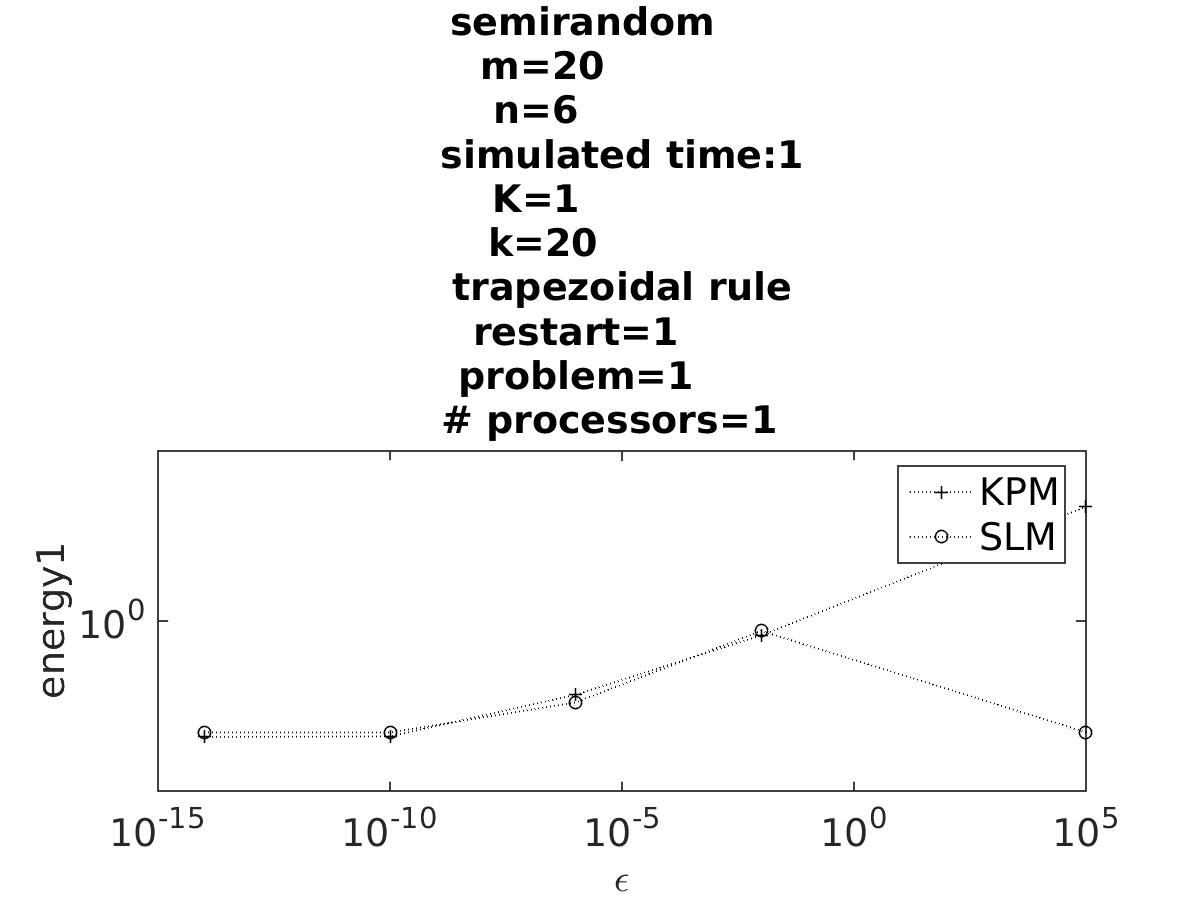 semirandom
m=20
n=6
simulated time:1
K=1
k=20
trapezoidal rule
restart=1
problem=1
# processors=1
KPM
SLM
energy1
10^0
10^-15 10^-10 10^-5 10^0 10^5
ϵ